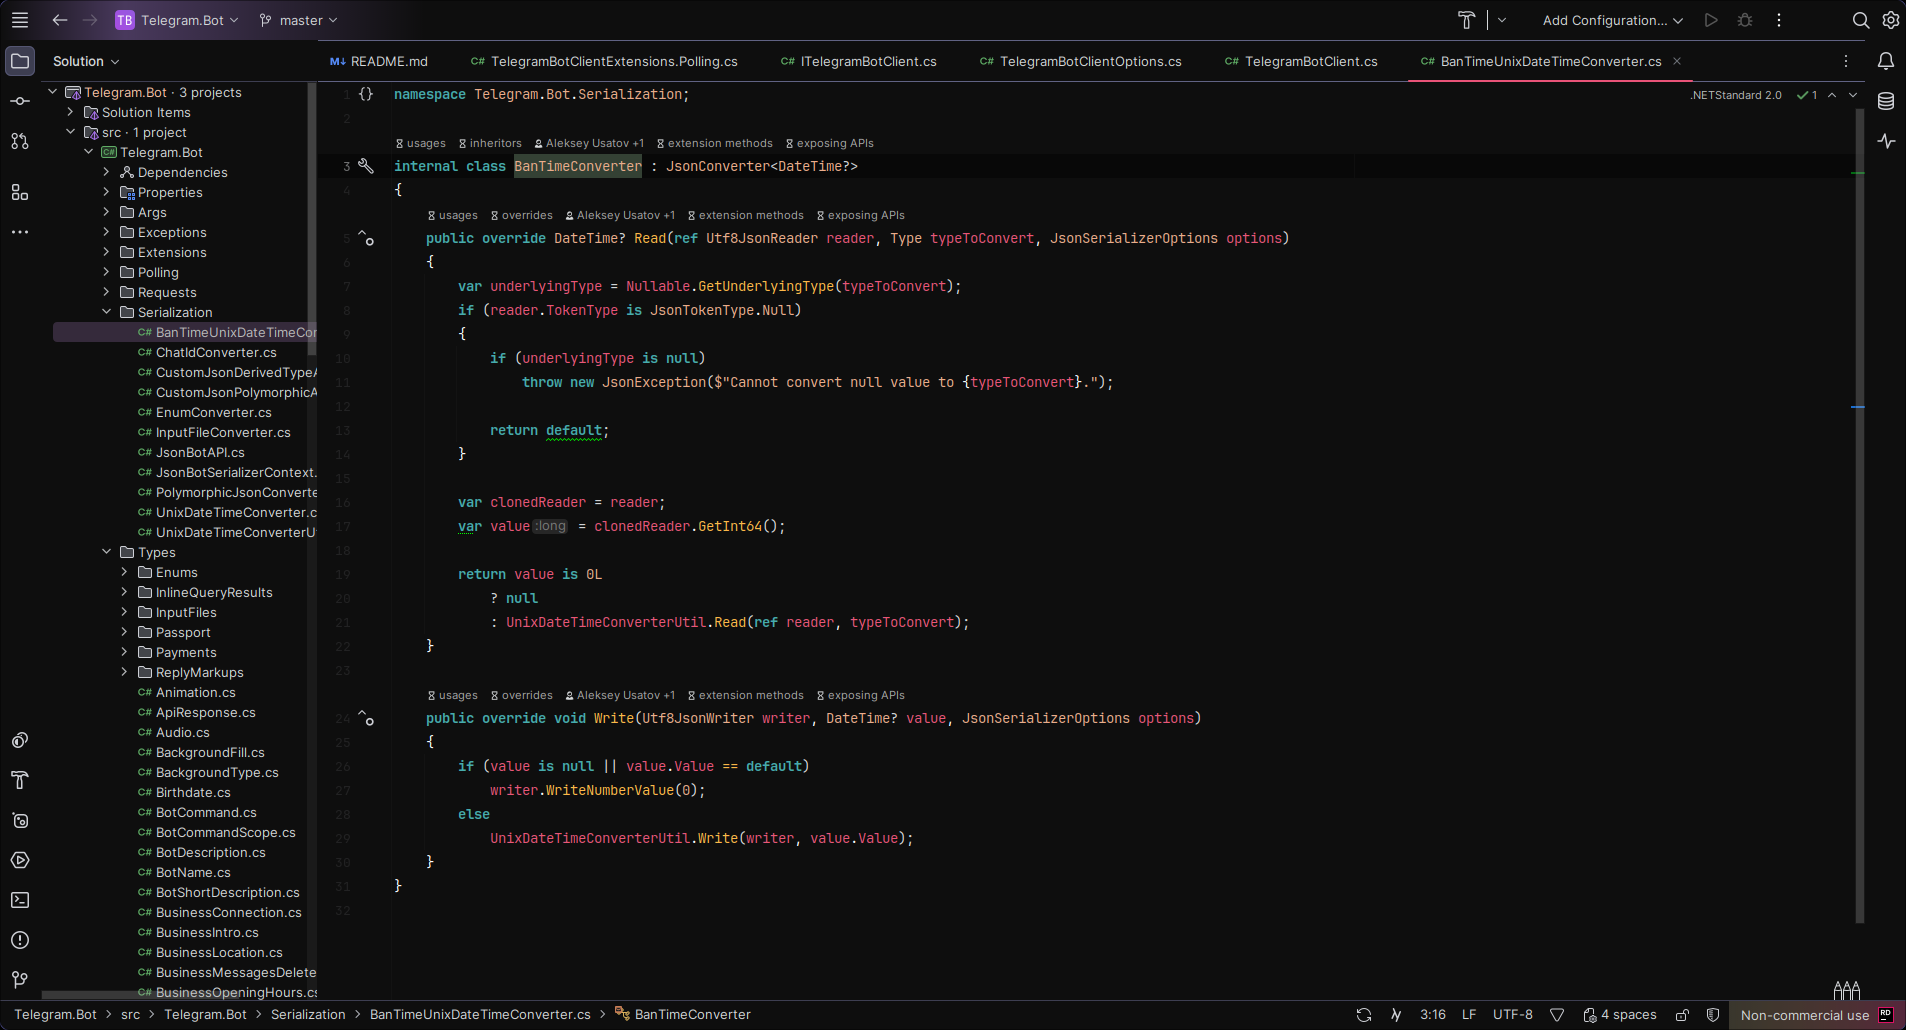 TB Telegram.Bot master Add Configuration...
Solution
README.md TelegramBotClientExtensions.Polling.cs ITelegramBotClient.cs TelegramBotClientOptions.cs TelegramBotClient.cs BanTimeUnixDateTimeConverter.cs
Telegram.Bot · 3 projects
Solution Items
src · 1 project
Telegram.Bot
Dependencies
Properties
Args
Exceptions
Extensions
Polling
Requests
Serialization
BanTimeUnixDateTimeCon
C# ChatIdConverter.cs
C# CustomJsonDerivedTypeA
C# CustomJsonPolymorphicA
C# EnumConverter.cs
C# InputFileConverter.cs
C# JsonBotAPI.cs
C# JsonBotSerializerContext.
C# PolymorphicJsonConverte
C# UnixDateTimeConverter.c
C# UnixDateTimeConverterU
Types
Enums
InlineQueryResults
InputFiles
Passport
Payments
ReplyMarkups
C# Animation.cs
C# ApiResponse.cs
C# Audio.cs
C# BackgroundFill.cs
C# BackgroundType.cs
C# Birthdate.cs
C# BotCommand.cs
C# BotCommandScope.cs
C# BotDescription.cs
C# BotName.cs
C# BotShortDescription.cs
C# BusinessConnection.cs
C# BusinessIntro.cs
C# BusinessLocation.cs
C# BusinessMessagesDelete
C# BusinessOpeningHours.cs
.NETStandard 2.0 1
1 namespace Telegram.Bot.Serialization;
2
usages inheritors Aleksey Usatov +1 extension methods exposing APIs
3 internal class BanTimeConverter : JsonConverter<DateTime?>
4 {
usages overrides Aleksey Usatov +1 extension methods exposing APIs
5 public override DateTime? Read(ref Utf8JsonReader reader, Type typeToConvert, JsonSerializerOptions options)
6 {
7 var underlyingType = Nullable.GetUnderlyingType(typeToConvert);
8 if (reader.TokenType is JsonTokenType.Null)
9 {
10 if (underlyingType is null)
11 throw new JsonException($"Cannot convert null value to {typeToConvert}.");
12
13 return default;
14 }
15
16 var clonedReader = reader;
17 var value :long = clonedReader.GetInt64();
18
19 return value is 0L
20 ? null
21 : UnixDateTimeConverterUtil.Read(ref reader, typeToConvert);
22 }
23
usages overrides Aleksey Usatov +1 extension methods exposing APIs
24 public override void Write(Utf8JsonWriter writer, DateTime? value, JsonSerializerOptions options)
25 {
26 if (value is null || value.Value == default)
27 writer.WriteNumberValue(0);
28 else
29 UnixDateTimeConverterUtil.Write(writer, value.Value);
30 }
31 }
32
Telegram.Bot > src > Telegram.Bot > Serialization > BanTimeUnixDateTimeConverter.cs > BanTimeConverter 3:16 LF UTF-8 4 spaces Non-commercial use RD